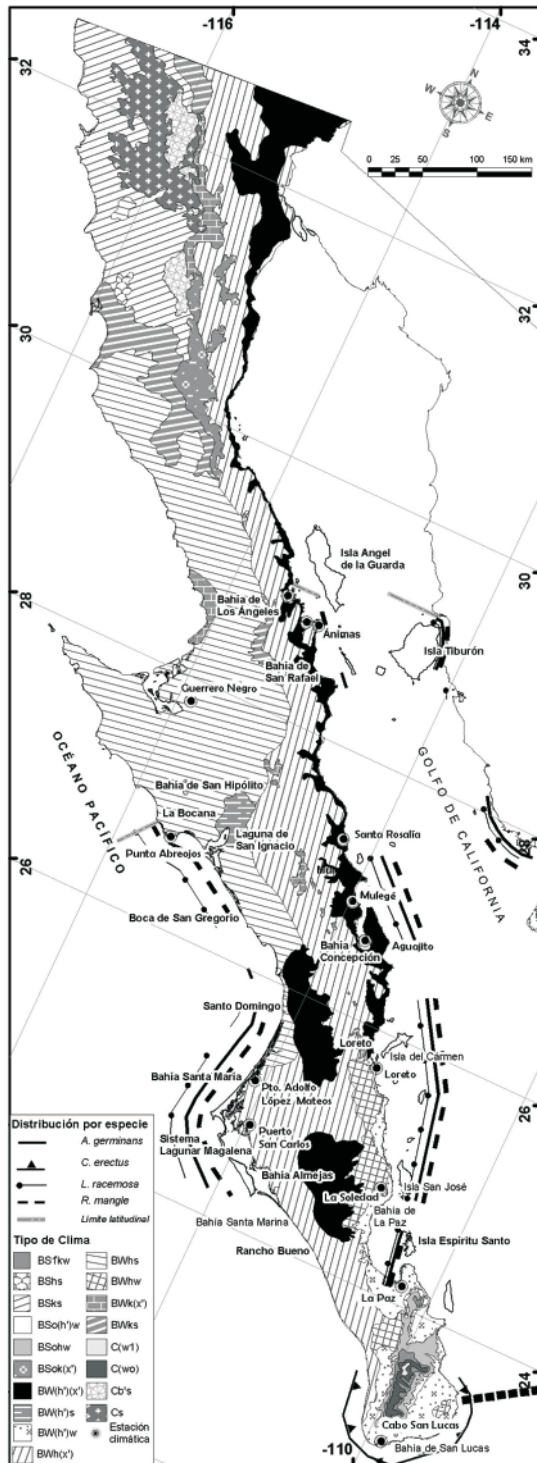 -116
-114
32
34
N
W
E
S
0 25 50 100 150 km
30
32
Isla Angel
de la Guarda
28
30
Bahía de
Los Ángeles
Ánimas
Isla Tiburón
Bahía de
San Rafael
Guerrero Negro
OCÉANO PACÍFICO
GOLFO DE CALIFORNIA
Bahía de San Hipólito
La Bocana
Santa Rosalía
28
26
Punta Abreojos
Laguna de
San Ignacio
Mulegé
Boca de San Gregorio
Bahía
Concepción
Aguajito
Santo Domingo
Loreto
Isla del Carmen
Loreto
Bahía Santa María
Pto. Adolfo
López Mateos
26
Puerto
San Carlos
Sistema
Lagunar Magalena
Bahía Almejas
Isla San José
La Soledad
Bahía de
La Paz
Bahía Santa Marina
Isla Espíritu Santo
Rancho Bueno
La Paz
24
Cabo San Lucas
-110
Bahía de San Lucas
Distribución por especie
A. germinans
C. erectus
L. racemosa
R. mangle
Límite latitudinal
Tipo de Clima
BS1kw
BWhs
BShs
BWhw
BSks
BWk(x')
BSo(h')w
BWks
BSohw
C(w1)
BSok(x')
C(wo)
BW(h')(x')
Cb's
BW(h')s
Cs
BW(h')w
Estación
climática
BWh(x')